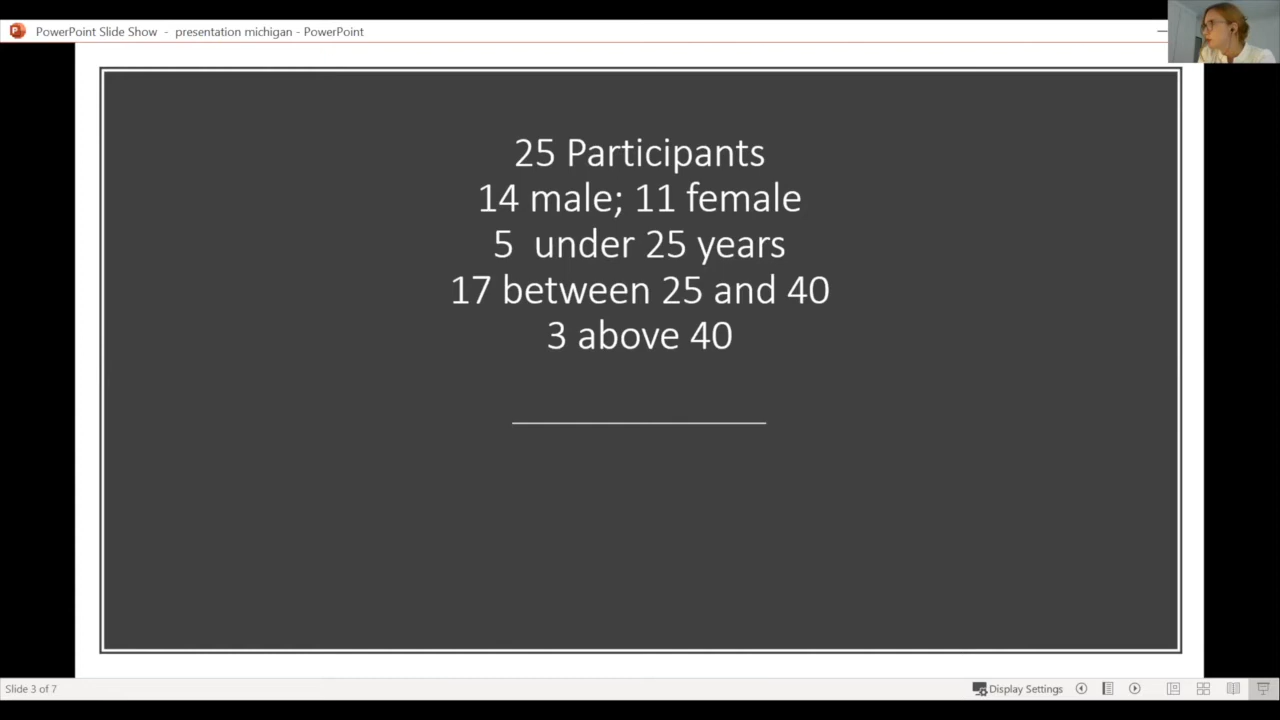 PowerPoint Slide Show - presentation michigan - PowerPoint
25 Participants
14 male; 11 female
5 under 25 years
17 between 25 and 40
3 above 40
Slide 3 of 7
Display Settings